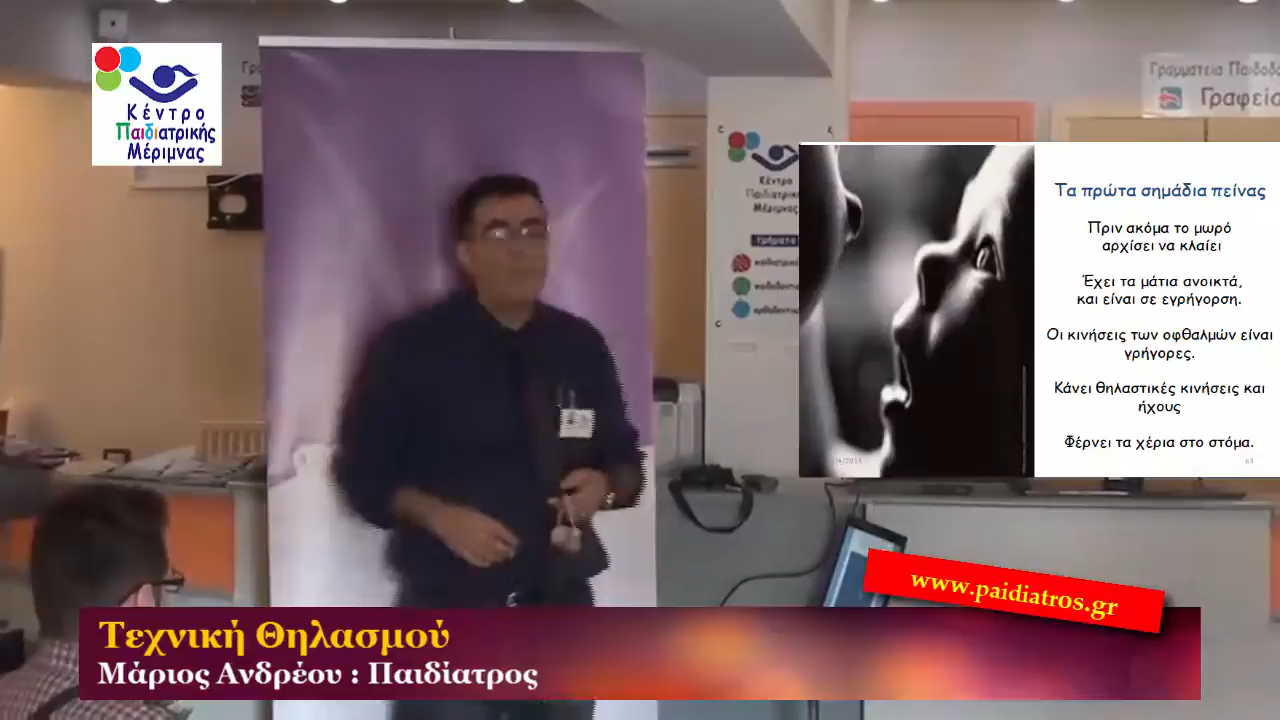 Κέντρο
Παιδιατρικής
Μέριμνας
Γραμματεία
Γραφείο
Κέντρο
Παιδιατρικής
Μέριμνας
τμήματα
Τα πρώτα σημάδια πείνας
Πριν ακόμα το μωρό
αρχίσει να κλαίει
Έχει τα μάτια ανοικτά,
και είναι σε εγρήγορση.
Οι κινήσεις των οφθαλμών είναι
γρήγορες.
Κάνει θηλαστικές κινήσεις και
ήχους
Φέρνει τα χέρια στο στόμα.
63
www.paidiatros.gr
Τεχνική Θηλασμού
Μάριος Ανδρέου : Παιδίατρος